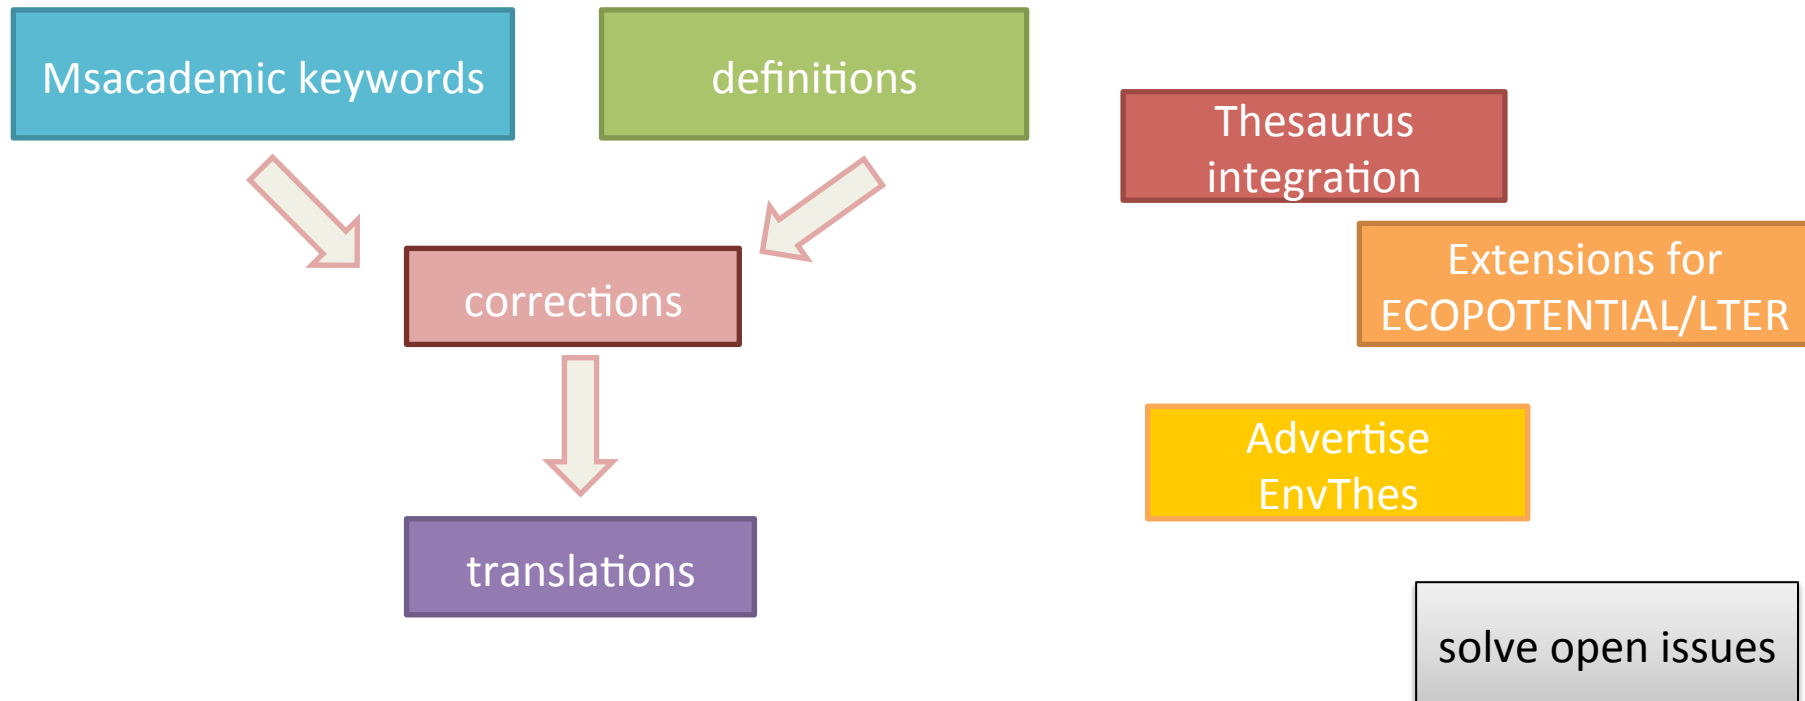 Msacademic keywords
definitions
corrections
translations
Thesaurus
integration
Extensions for
ECOPOTENTIAL/LTER
Advertise
EnvThes
solve open issues